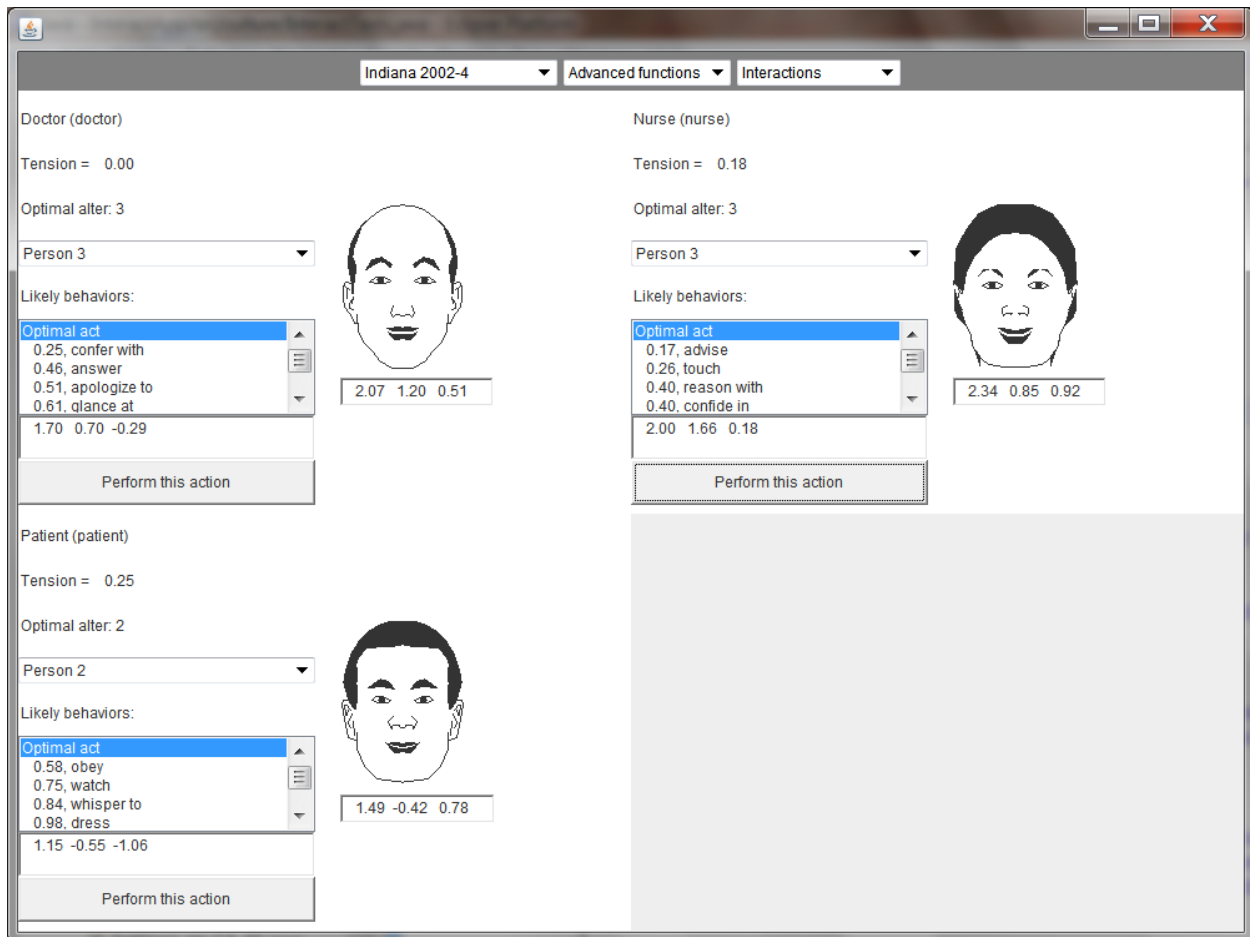 Indiana 2002-4 Advanced functions Interactions
Doctor (doctor)
Tension = 0.00
Optimal alter: 3
Person 3
Likely behaviors:
Optimal act
0.25, confer with
0.46, answer
0.51, apologize to
0.61, glance at
1.70 0.70 -0.29
Perform this action
2.07 1.20 0.51
Nurse (nurse)
Tension = 0.18
Optimal alter: 3
Person 3
Likely behaviors:
Optimal act
0.17, advise
0.26, touch
0.40, reason with
0.40, confide in
2.00 1.66 0.18
Perform this action
2.34 0.85 0.92
Patient (patient)
Tension = 0.25
Optimal alter: 2
Person 2
Likely behaviors:
Optimal act
0.58, obey
0.75, watch
0.84, whisper to
0.98, dress
1.15 -0.55 -1.06
Perform this action
1.49 -0.42 0.78